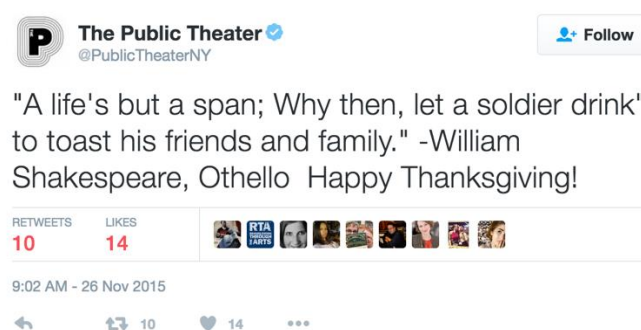 The Public Theater
@PublicTheaterNY
Follow
"A life's but a span; Why then, let a soldier drink'
to toast his friends and family." -William
Shakespeare, Othello Happy Thanksgiving!
RETWEETS LIKES
10 14
RTA
9:02 AM - 26 Nov 2015
10 14